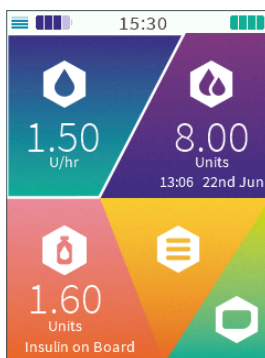 15:30
1.50
U/hr
8.00
Units
13:06 22nd Jun
1.60
Units
Insulin on Board